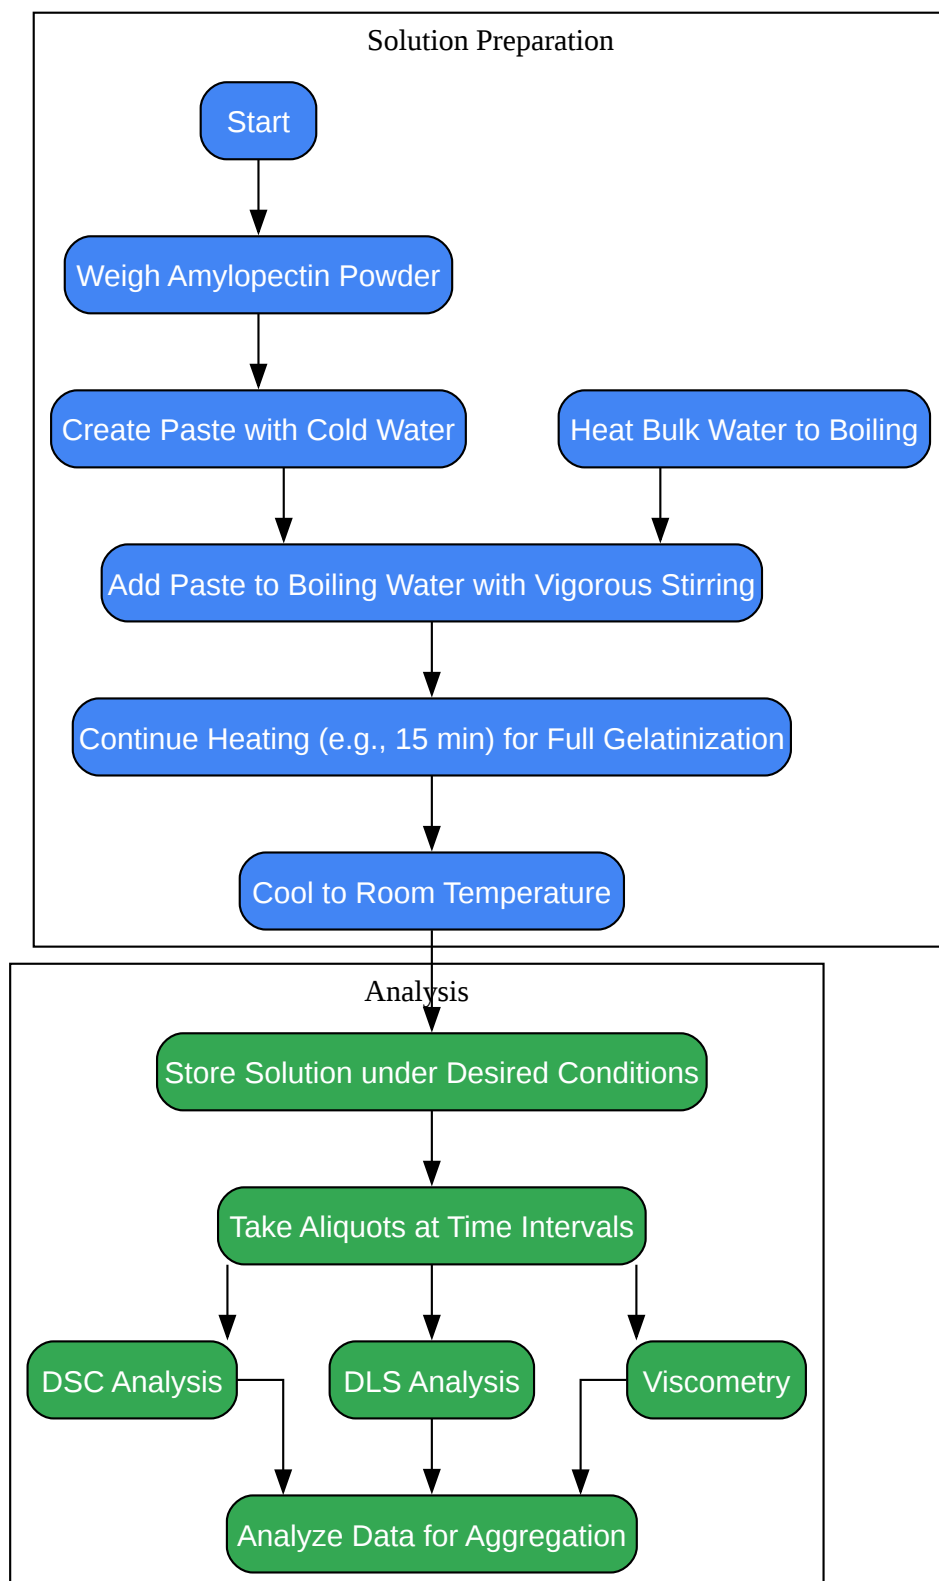 Solution Preparation
Start
Weigh Amylopectin Powder
Create Paste with Cold Water
Heat Bulk Water to Boiling
Add Paste to Boiling Water with Vigorous Stirring
Continue Heating (e.g., 15 min) for Full Gelatinization
Cool to Room Temperature
Analysis
Store Solution under Desired Conditions
Take Aliquots at Time Intervals
DSC Analysis
DLS Analysis
Viscometry
Analyze Data for Aggregation